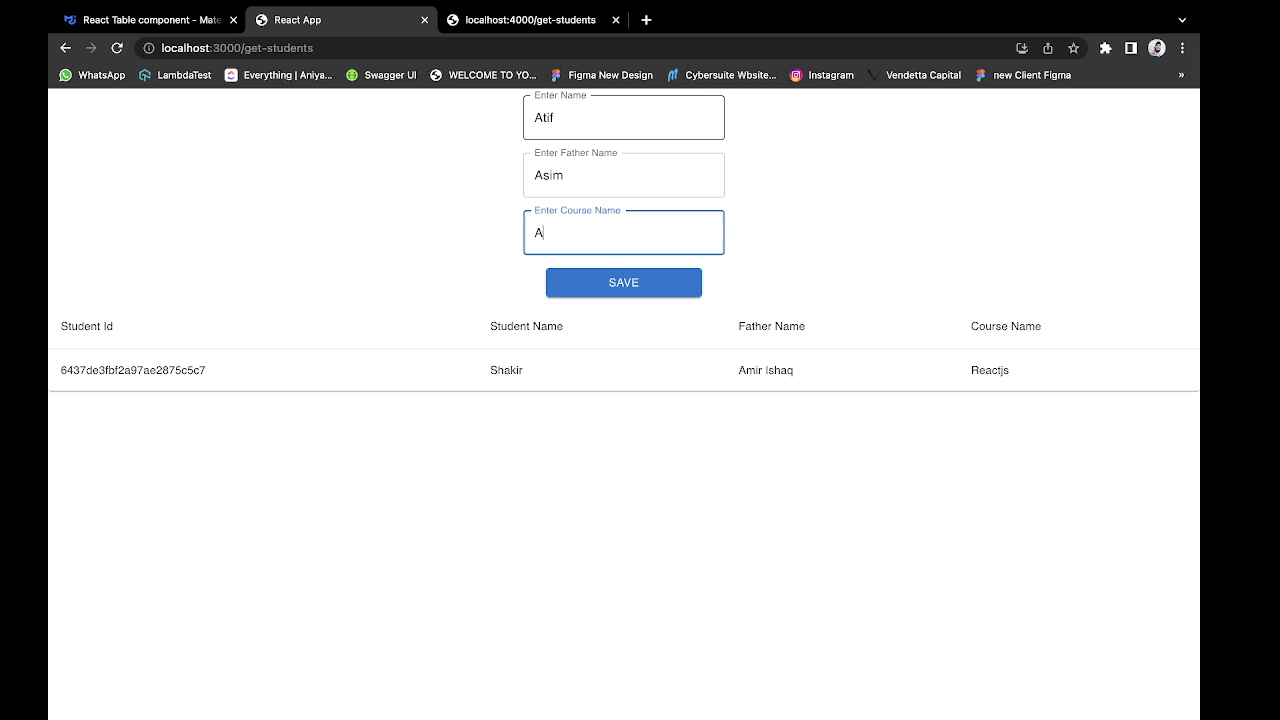 React Table component - Mate
React App
localhost:4000/get-students
localhost:3000/get-students
WhatsApp
LambdaTest
Everything | Aniya...
Swagger UI
WELCOME TO YO...
Figma New Design
Cybersuite Wbsit...
Instagram
Vendeta Capital
new Client Figma
»
Enter Name
Atif
Enter Father Name
Asim
Enter Course Name
A
SAVE
Student Id Student Name Father Name Course Name
6437de3fbf2a97ae2875c5c7 Shakir Amir Ishaq Reactjs